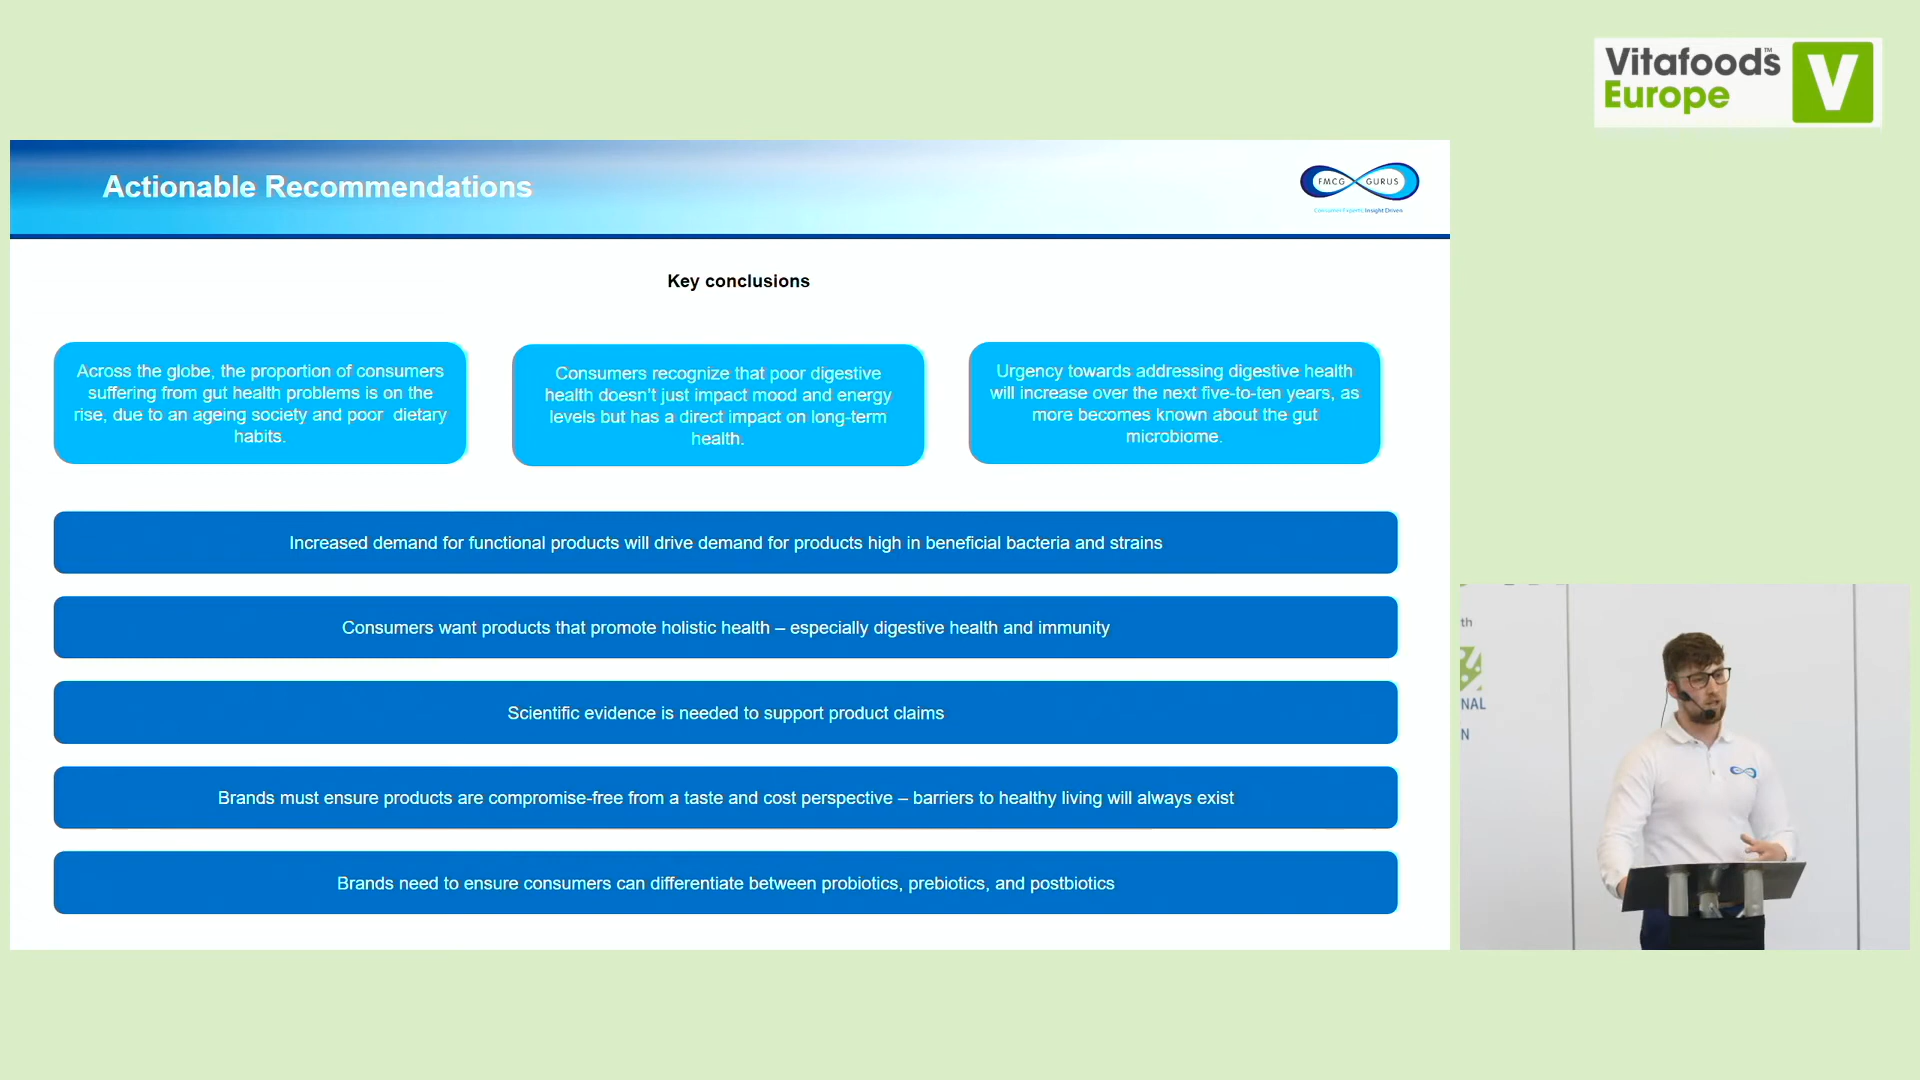 Vitafoods™
Europe
V
Actionable Recommendations
FMCG GURUS
Consumer Experts Insight Driven
Key conclusions
Across the globe, the proportion of consumers
suffering from gut health problems is on the
rise, due to an ageing society and poor  dietary
habits.
Consumers recognize that poor digestive
health doesn't just impact mood and energy
levels but has a direct impact on long-term
health.
Urgency towards addressing digestive health
will increase over the next five-to-ten years, as
more becomes known about the gut
microbiome.
Increased demand for functional products will drive demand for products high in beneficial bacteria and strains
Consumers want products that promote holistic health – especially digestive health and immunity
Scientific evidence is needed to support product claims
Brands must ensure products are compromise-free from a taste and cost perspective – barriers to healthy living will always exist
Brands need to ensure consumers can differentiate between probiotics, prebiotics, and postbiotics
th
NAL
N